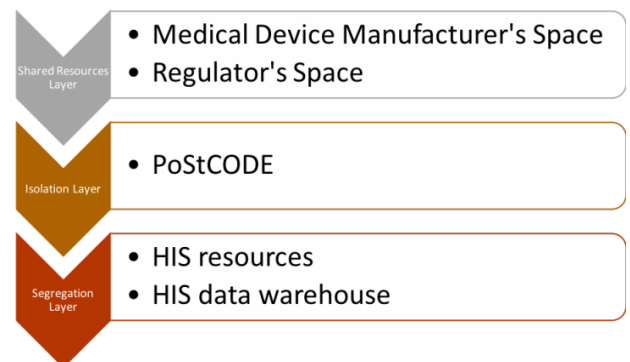 Shared Resources
Layer
• Medical Device Manufacturer's Space
• Regulator's Space
Isolation Layer
• PoStCODE
Segregation
Layer
• HIS resources
• HIS data warehouse